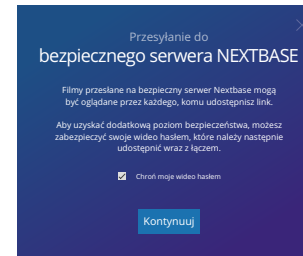 Przesyłanie do
bezpiecznego serwera NEXTBASE
Filmy przesłane na bezpieczny serwer Nextbase mogą
być oglądane przez każdego, komu udostępnisz link.
Aby uzyskać dodatkową poziom bezpieczeństwa, możesz
zabezpieczyć swoje wideo hasłem, które należy następnie
udostępnić wraz z łączem.
Chroń moje wideo hasłem
Kontynuuj